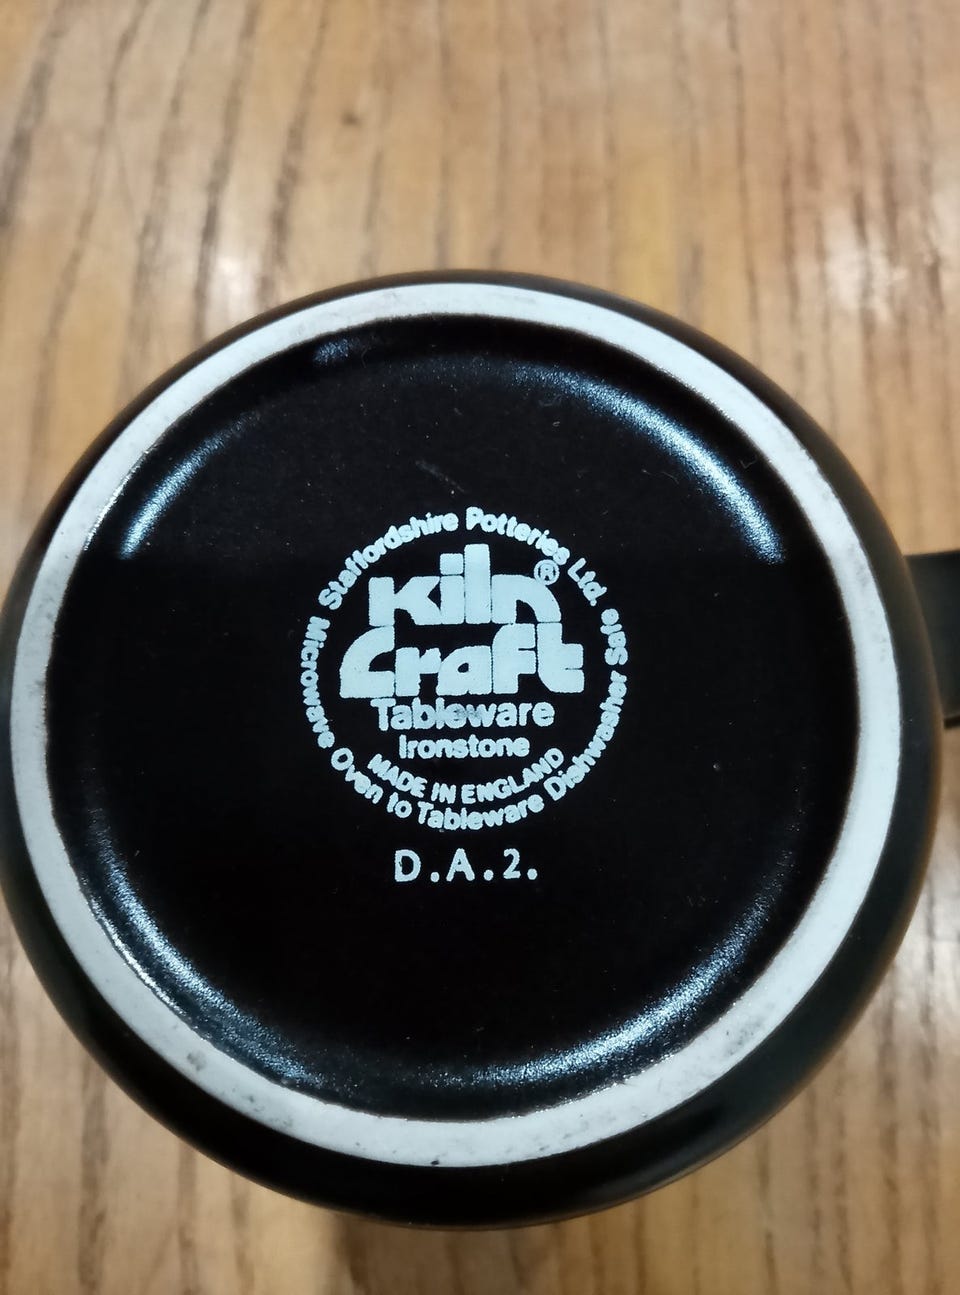 Staffordshire Potteries Ltd.
Kiln ®
Craft
Tableware
Ironstone
MADE IN ENGLAND
Microwave Oven to Tableware Dishwasher Safe
D.A.2.